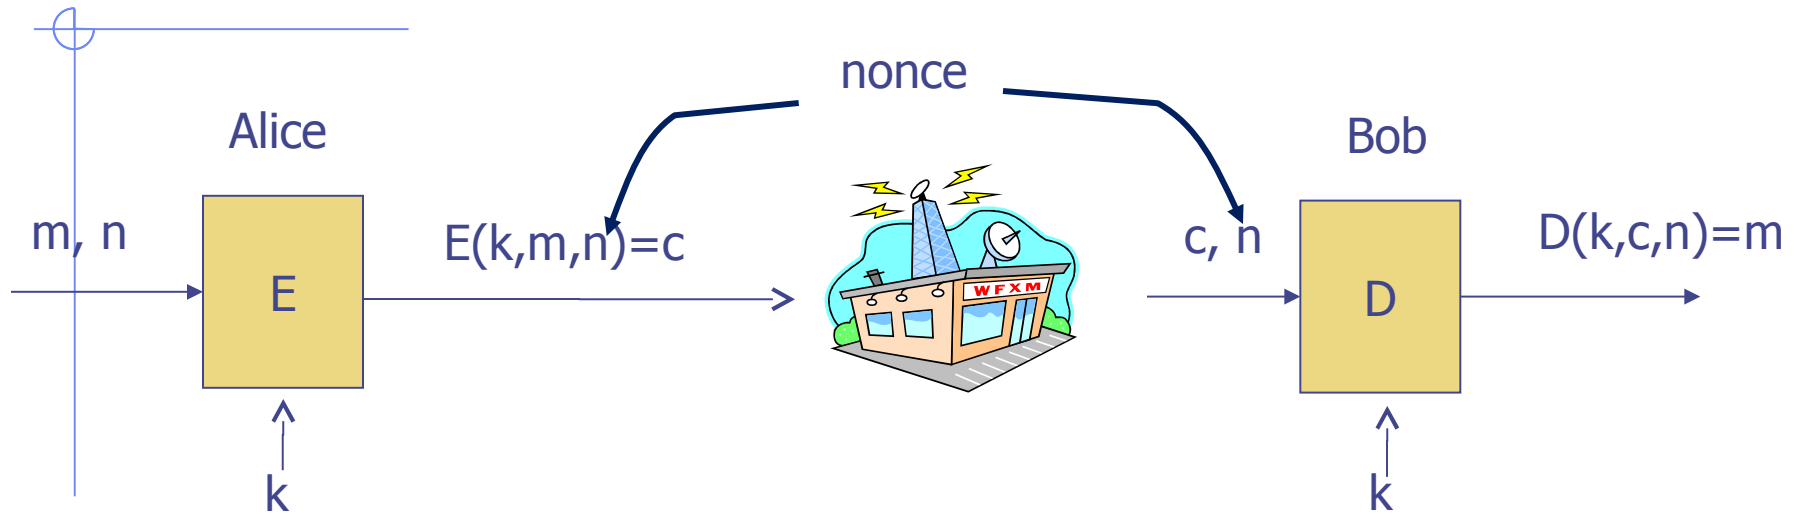 nonce
Alice
Bob
m, n
E(k,m,n)=c
c, n
D(k,c,n)=m
E
WFXM
D
k
k